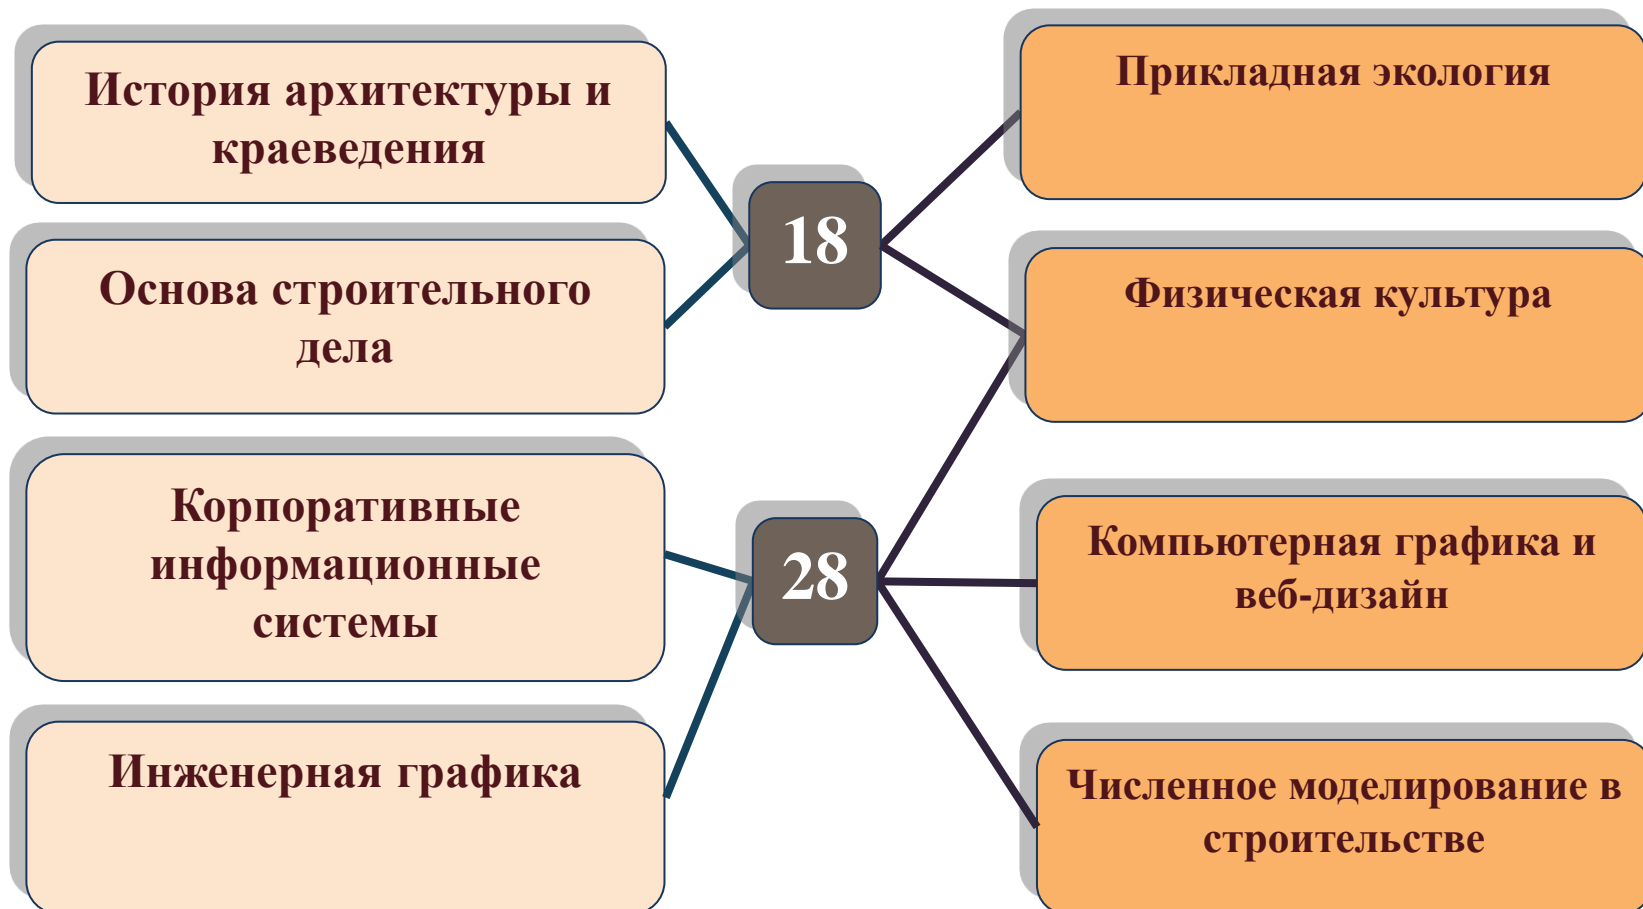 История архитектуры и
краеведения
Основа строительного
дела
Корпоративные
информационные
системы
Инженерная графика
18
28
Прикладная экология
Физическая культура
Компьютерная графика и
веб-дизайн
Численное моделирование в
строительстве